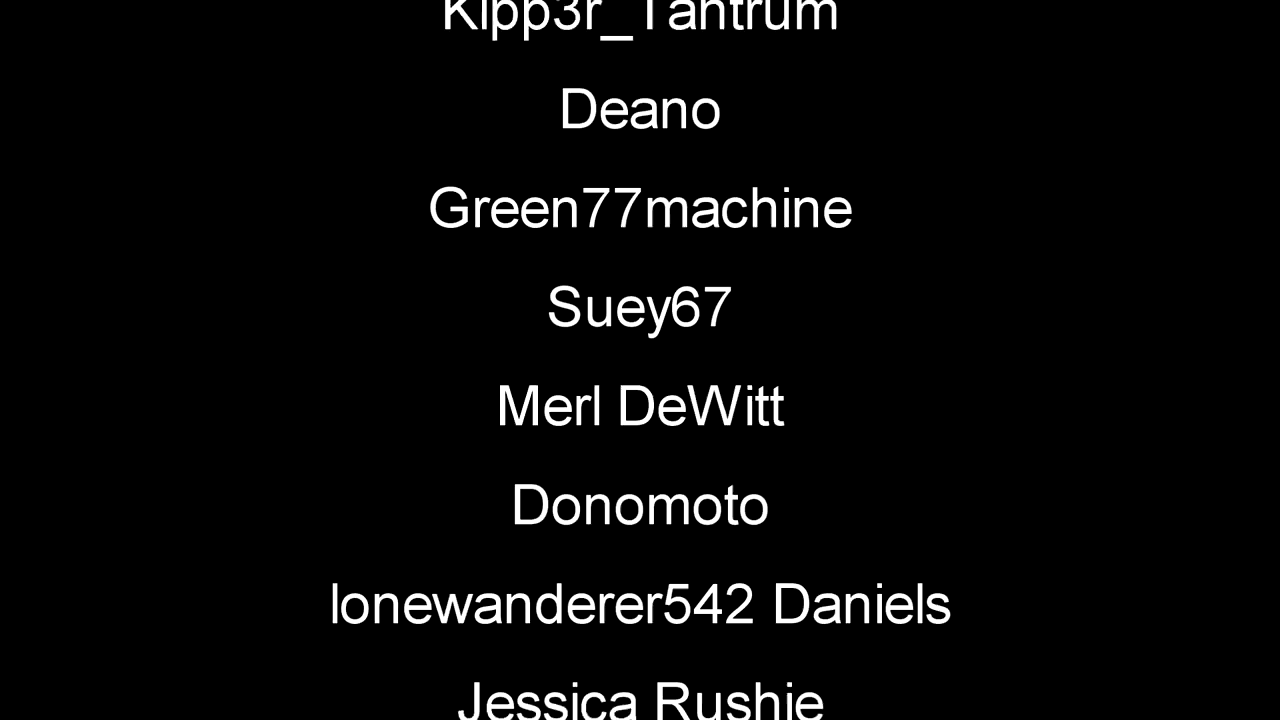 Kipp3r_Tantrum
Deano
Green77machine
Suey67
Merl DeWitt
Donomoto
lonewanderer542 Daniels
Jessica Rushie